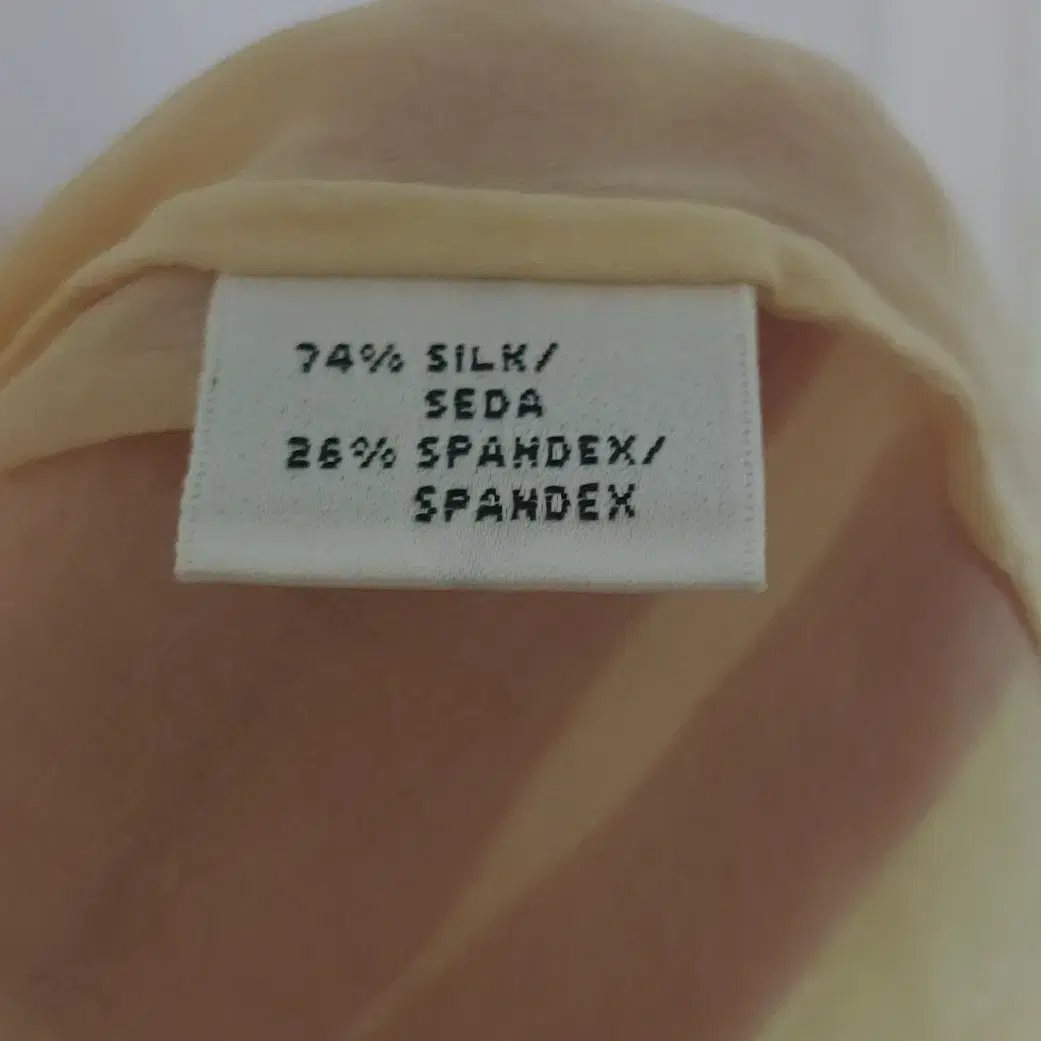 74% SILK/
SEDA
26% SPANDEX/
SPANDEX